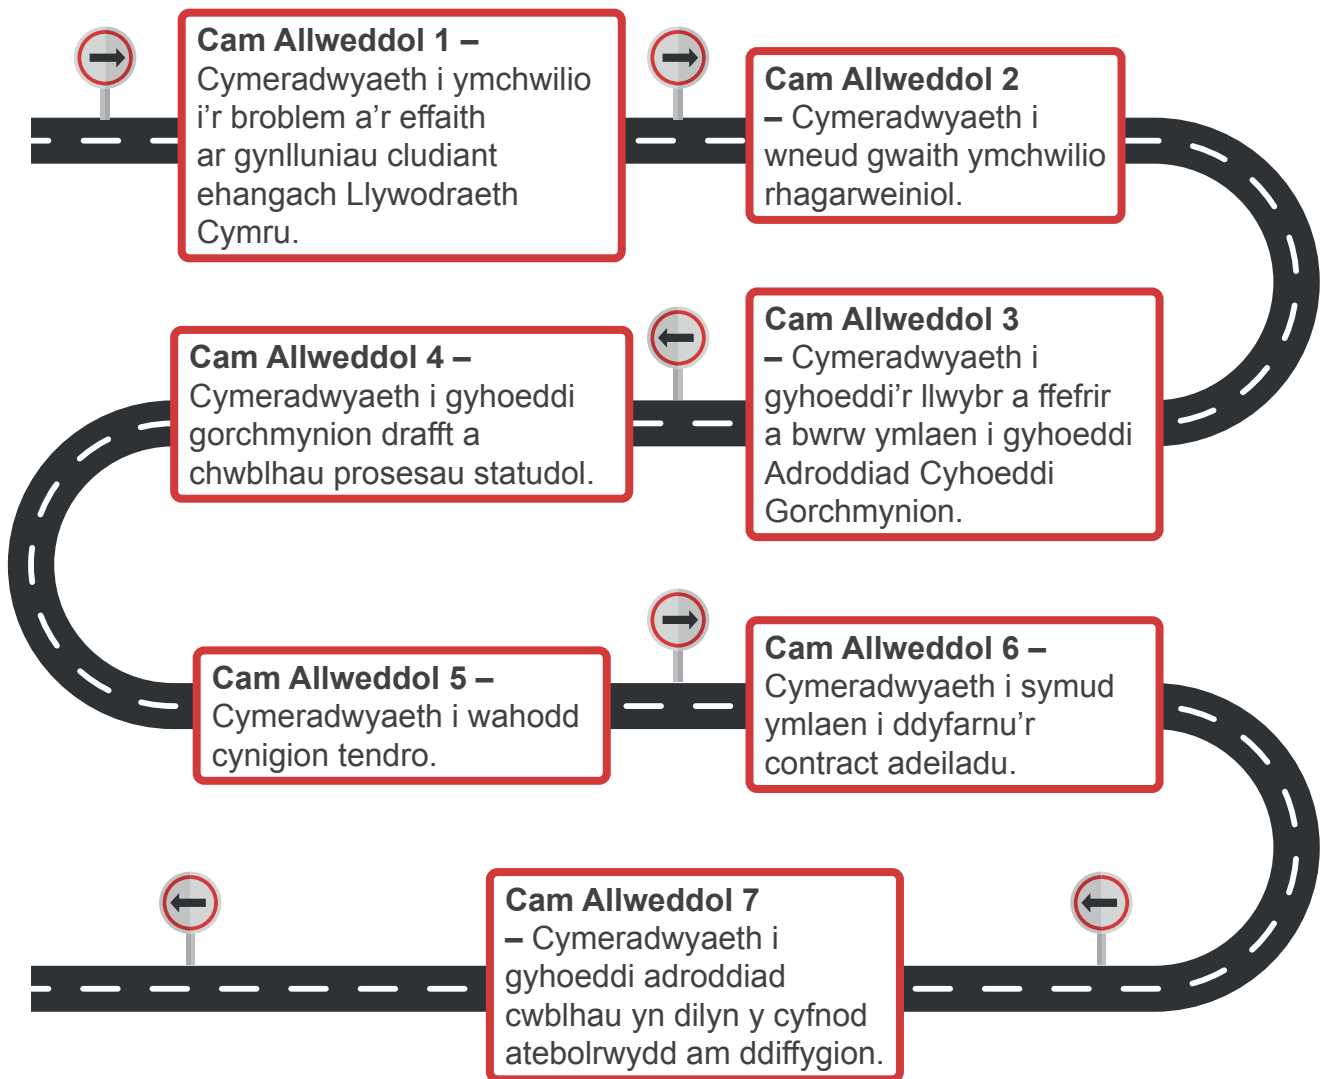 Cam Allweddol 1 –
Cymeradwyaeth i ymchwilio
i’r broblem a’r effaith
ar gynlluniau cludiant
ehangach Llywodraeth
Cymru.
Cam Allweddol 2
– Cymeradwyaeth i
wneud gwaith ymchwilio
rhagarweiniol.
Cam Allweddol 3
– Cymeradwyaeth i
gyhoeddi’r llwybr a ffefrir
a bwrw ymlaen i gyhoeddi
Adroddiad Cyhoeddi
Gorchmynion.
Cam Allweddol 4 –
Cymeradwyaeth i gyhoeddi
gorchmynion drafft a
chwblhau prosesau statudol.
Cam Allweddol 5 –
Cymeradwyaeth i wahodd
cynigion tendro.
Cam Allweddol 6 –
Cymeradwyaeth i symud
ymlaen i ddyfarnu’r
contract adeiladu.
Cam Allweddol 7
– Cymeradwyaeth i
gyhoeddi adroddiad
cwblhau yn dilyn y cyfnod
atebolrwydd am ddiffygion.